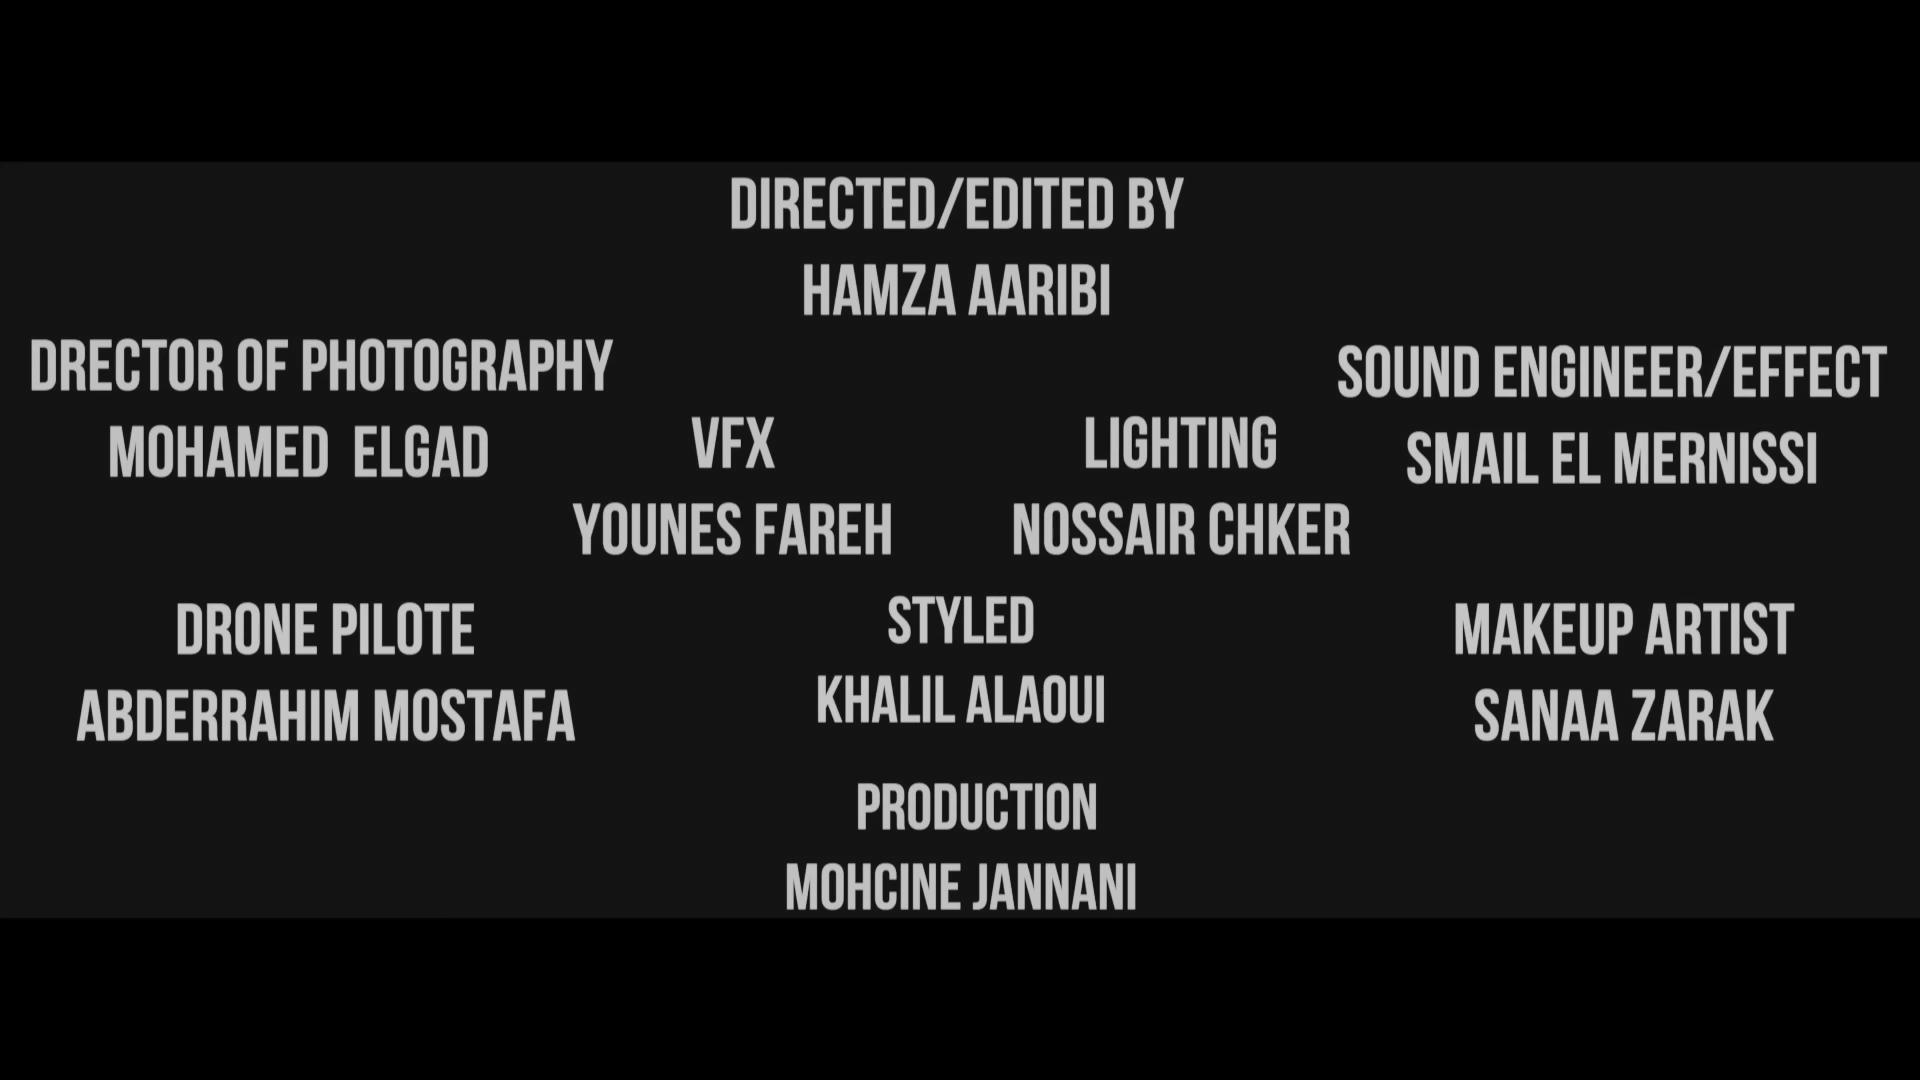 DIRECTED/EDITED BY
HAMZA AARIBI
DRECTOR OF PHOTOGRAPHY
MOHAMED ELGAD
VFX
YOUNES FAREH
LIGHTING
NOSSAIR CHKER
SOUND ENGINEER/EFFECT
SMAIL EL MERNISSI
DRONE PILOTE
ABDERRAHIM MOSTAFA
STYLED
KHALIL ALAOUI
MAKEUP ARTIST
SANAA ZARAK
PRODUCTION
MOHCINE JANNANI